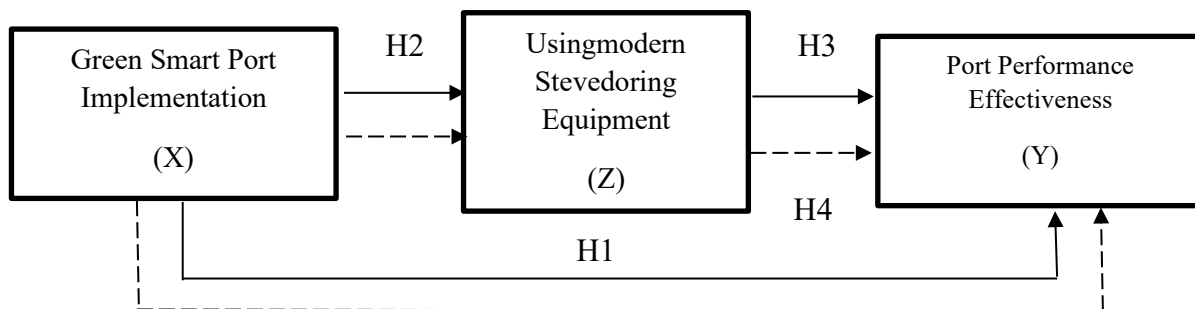 Green Smart Port
Implementation
(X)
H2
Usingmodern
Stevedoring
Equipment
(Z)
H3
H4
Port Performance
Effectiveness
(Y)
H1